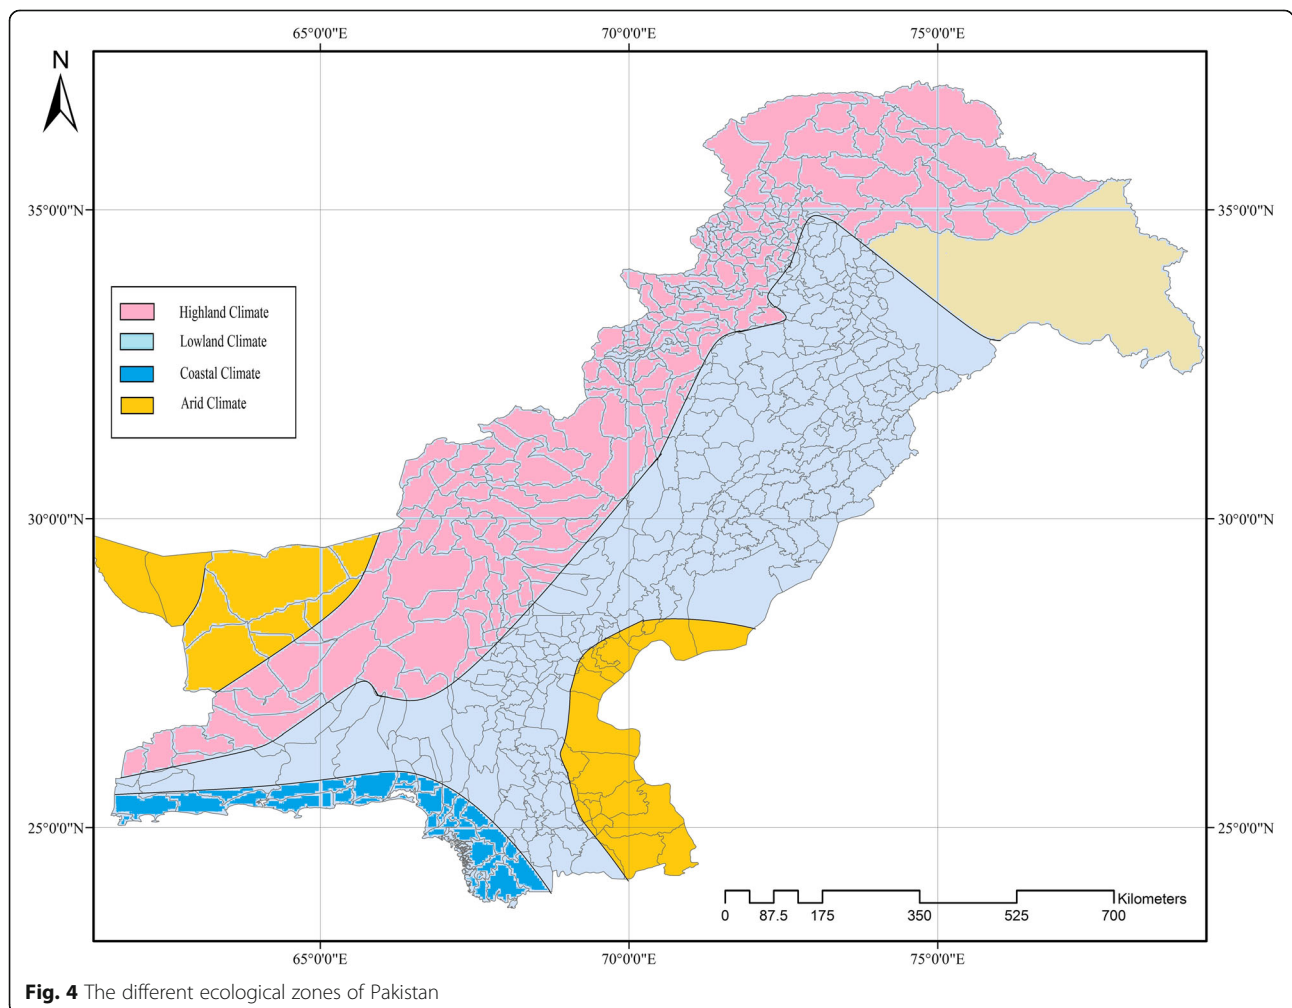 65°0'0"E 70°0'0"E 75°0'0"E
N
35°0'0"N 35°0'0"N
Highland Climate
Lowland Climate
Coastal Climate
Arid Climate
30°0'0"N 30°0'0"N
25°0'0"N 25°0'0"N
Kilometers
0 87.5 175 350 525 700
65°0'0"E 70°0'0"E 75°0'0"E
Fig. 4 The different ecological zones of Pakistan